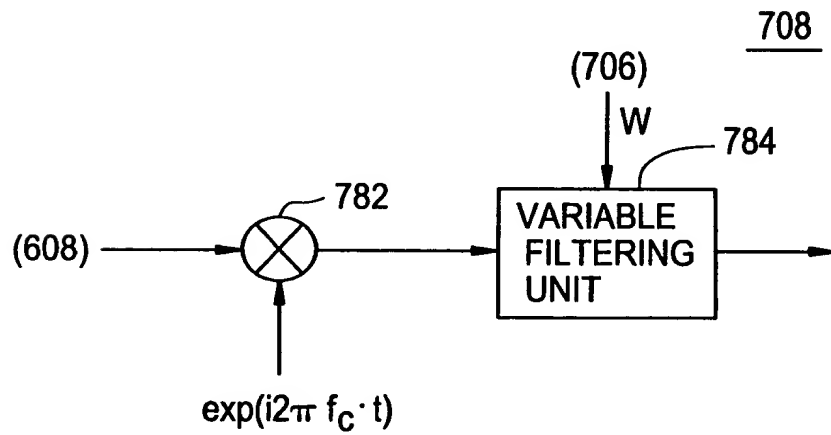 708
(706)
W
784
782
VARIABLE
FILTERING
UNIT
(608)
exp(i2π fc · t)